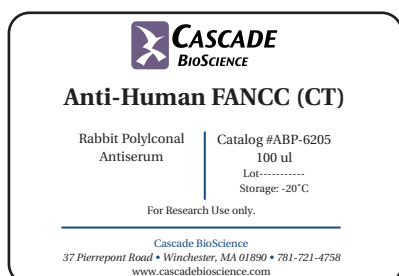 CASCADE
BIOSCIENCE
Anti-Human FANCC (CT)
Rabbit Polylconal
Antiserum
Catalog #ABP-6205
100 ul
Lot-----------
Storage: -20˚C
For Research Use only.
Cascade BioScience
37 Pierrepont Road • Winchester, MA 01890 • 781-721-4758
www.cascadebioscience.com